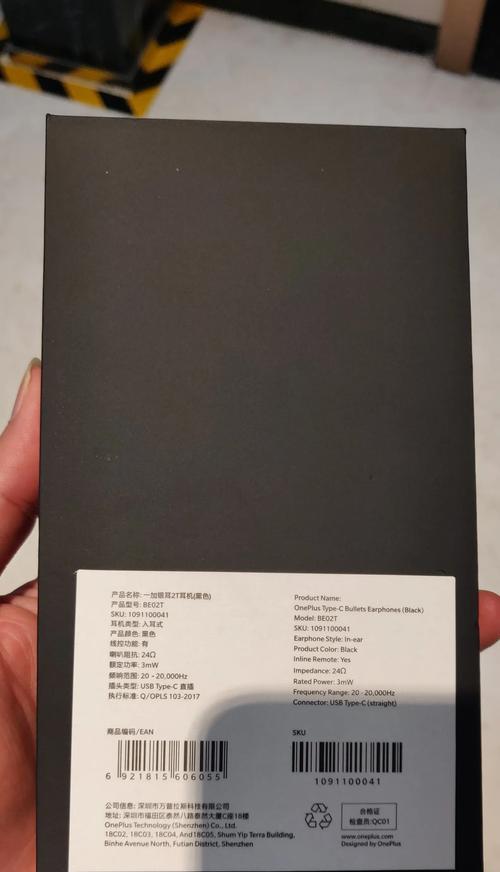 产品名称: 一加银耳2T耳机(黑色)
产品型号: BE02T
SKU: 1091100041
耳机类型: 入耳式
产品颜色: 黑色
线控功能: 有
喇叭阻抗: 24Ω
额定功率: 3mW
频响范围: 20 - 20,000Hz
插头类型: USB Type-C 直插
执行标准: Q/OPLS 103-2017
Product Name:
OnePlus Type-C Bullets Earphones (Black)
Model: BE02T
SKU: 1091100041
Earphone Style: In-ear
Product Color: Black
Inline Remote: Yes
Impedance: 24Ω
Rated Power: 3mW
Frequency Range: 20 - 20,000Hz
Connector: USB Type-C (straight)
商品编码/EAN
6 921815 606055
SKU
1091100041
公司信息: 深圳市万普拉斯科技有限公司
地址: 深圳市福田区泰然八路泰然大厦C座18楼
OnePlus Technology (Shenzhen) Co., Ltd.
18C02, 18C03, 18C04, And18C05, Shum Yip Terra Building,
Binhe Avenue North, Futian District, Shenzhen
合格证
检查员:QC01
www.oneplus.com
Designed by OnePlus